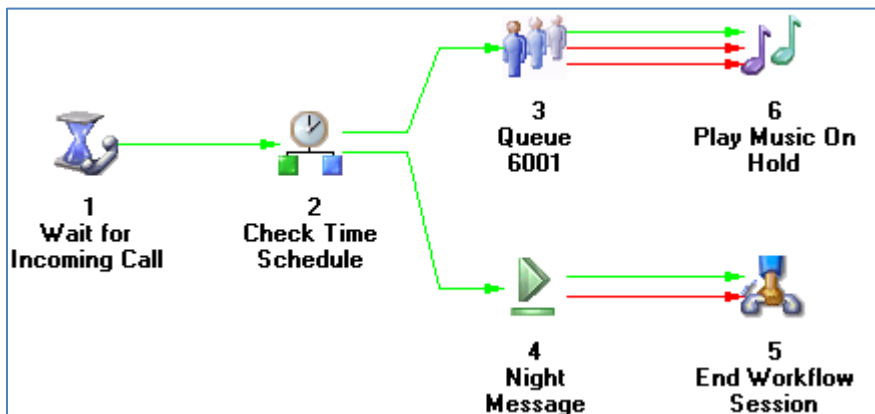 1
Wait for
Incoming Call
2
Check Time
Schedule
3
Queue
6001
6
Play Music On
Hold
4
Night
Message
5
End Workflow
Session